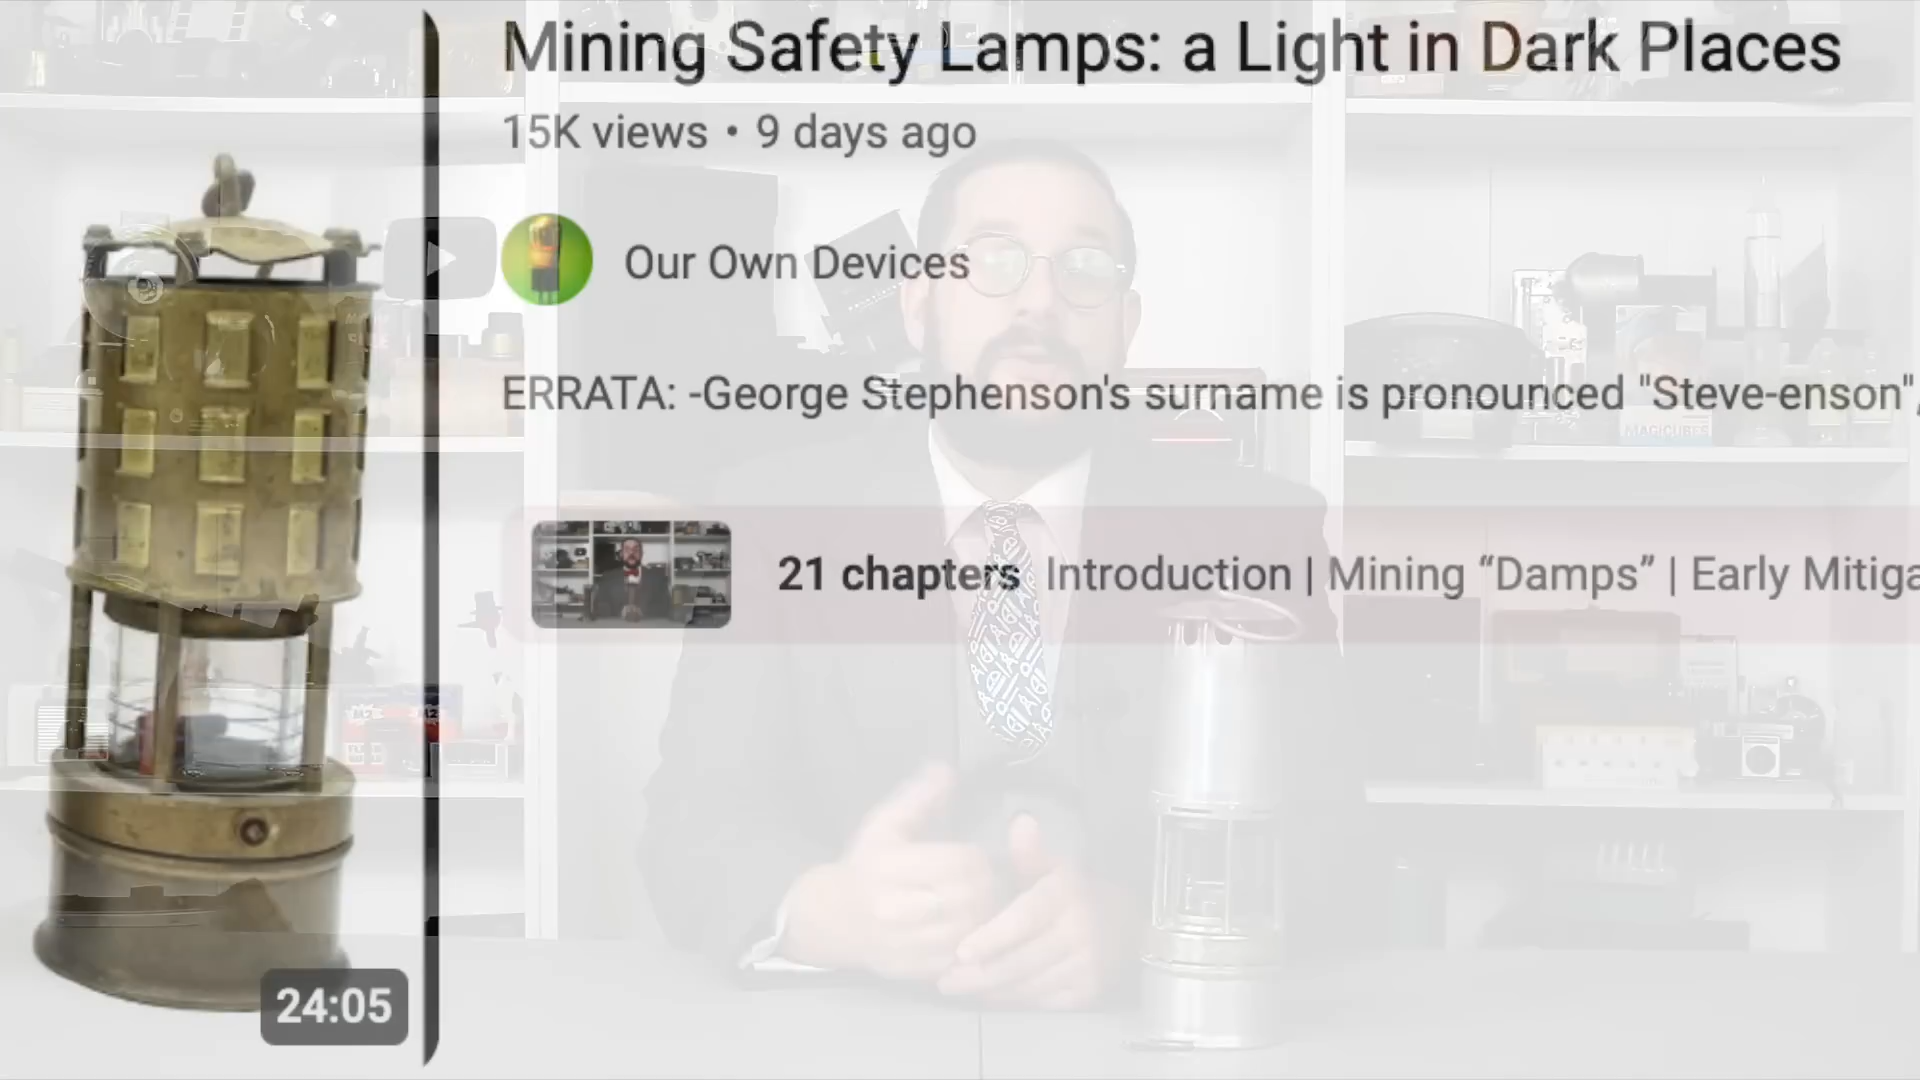 Mining Safety Lamps: a Light in Dark Places
15K views • 9 days ago
Our Own Devices
ERRATA: -George Stephenson's surname is pronounced "Steve-enson",
21 chapters Introduction | Mining “Damps” | Early Mitiga
MAGICUBES
24:05